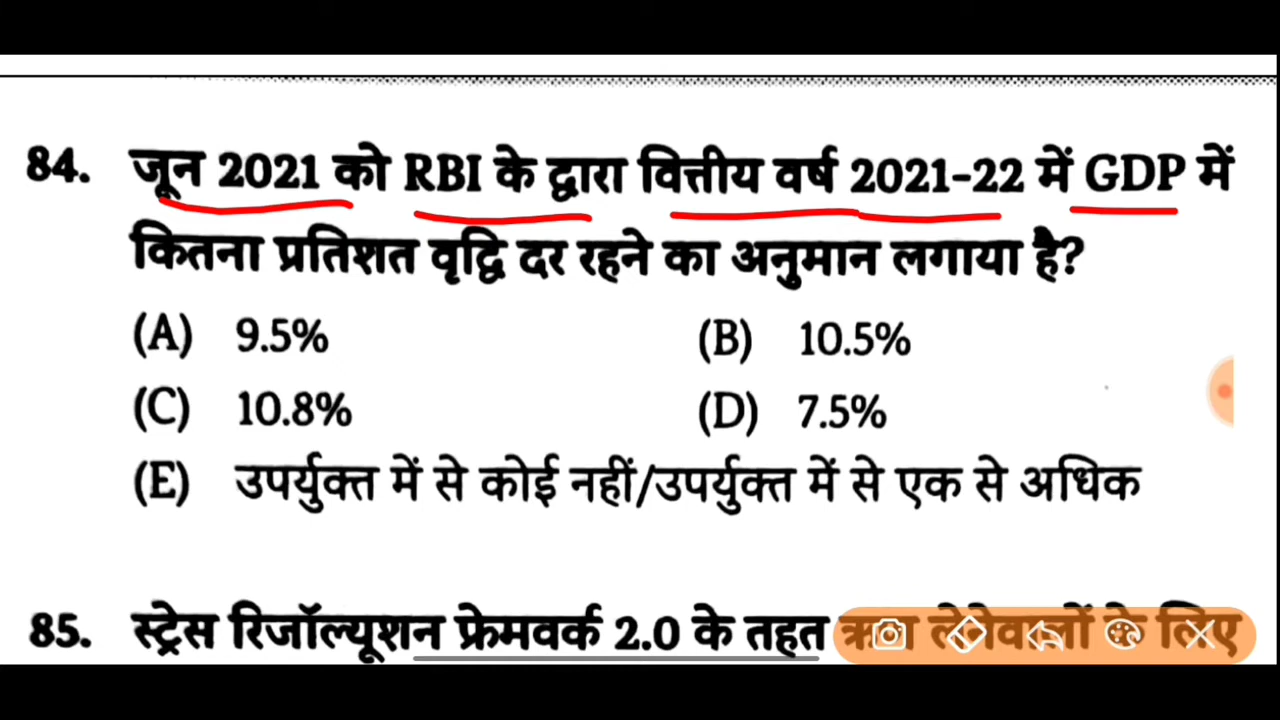 84. जून 2021 को RBI के द्वारा वित्तीय वर्ष 2021-22 में GDP में
कितना प्रतिशत वृद्धि दर रहने का अनुमान लगाया है?
(A) 9.5% (B) 10.5%
(C) 10.8% (D) 7.5%
(E) उपर्युक्त में से कोई नहीं/उपर्युक्त में से एक से अधिक
85. स्ट्रेस रिजॉल्यूशन फ्रेमवर्क 2.0 के तहत ऋण लेनेवालों के लिए